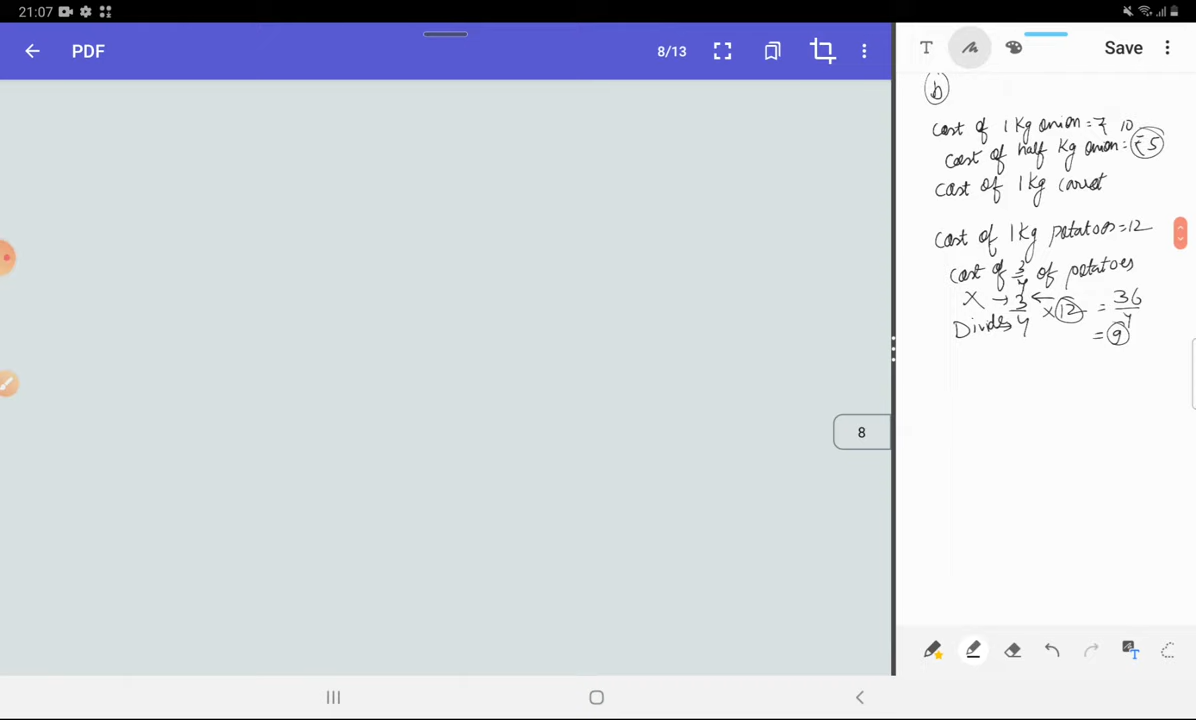 21:07
PDF
8/13
T
Save
b
cost of 1 Kg onion = ₹ 10
cost of half Kg onion = ₹5
cost of 1 Kg carrot
cost of 1 Kg potatoes = 12
cost of 3/4 of potatoes
X → 3/4 ← × 12 = 36/4
Divides
= 9
8
T